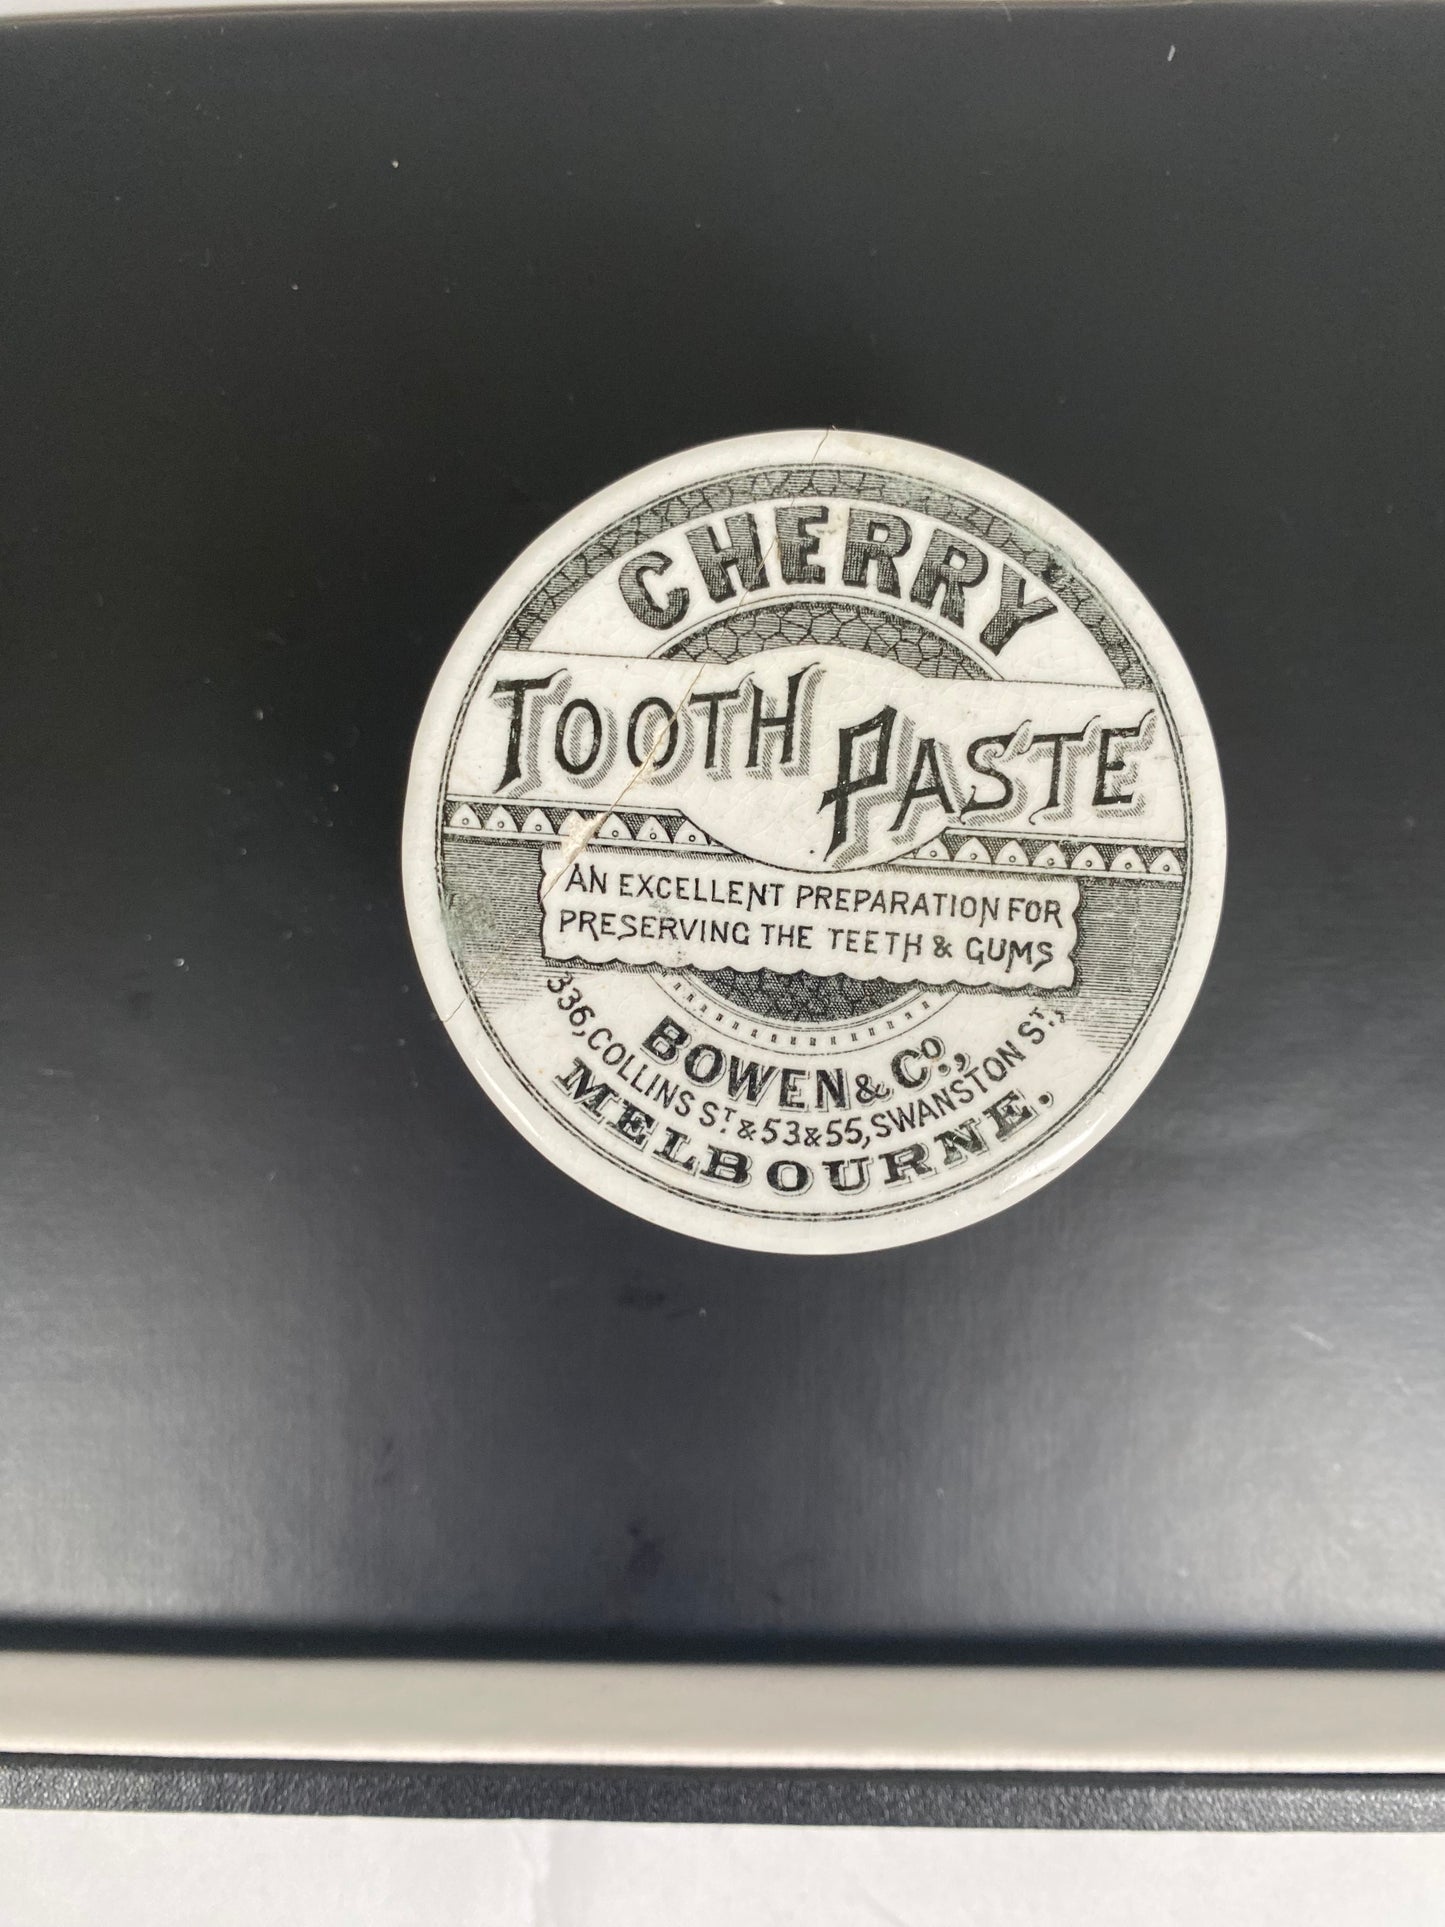 CHERRY
TOOTH PASTE
AN EXCELLENT PREPARATION FOR
PRESERVING THE TEETH & GUMS
BOWEN & Co.,
336, COLLINS ST. & 53 & 55, SWANSTON ST.,
MELBOURNE.